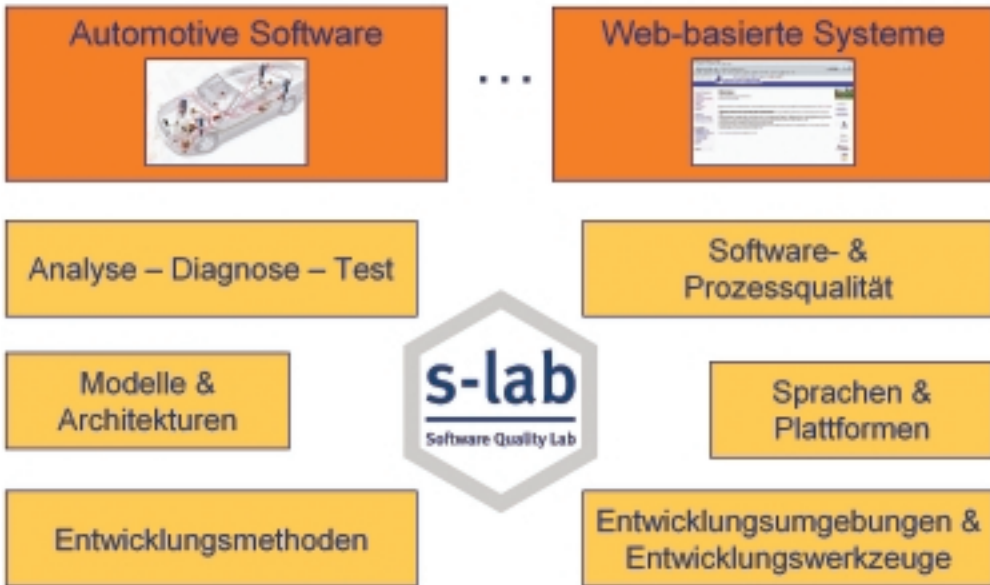 Automotive Software
...
Web-basierte Systeme
Analyse – Diagnose – Test
Software- &
Prozessqualität
Modelle &
Architekturen
s-lab
Software Quality Lab
Sprachen &
Plattformen
Entwicklungsmethoden
Entwicklungsumgebungen &
Entwicklungswerkzeuge